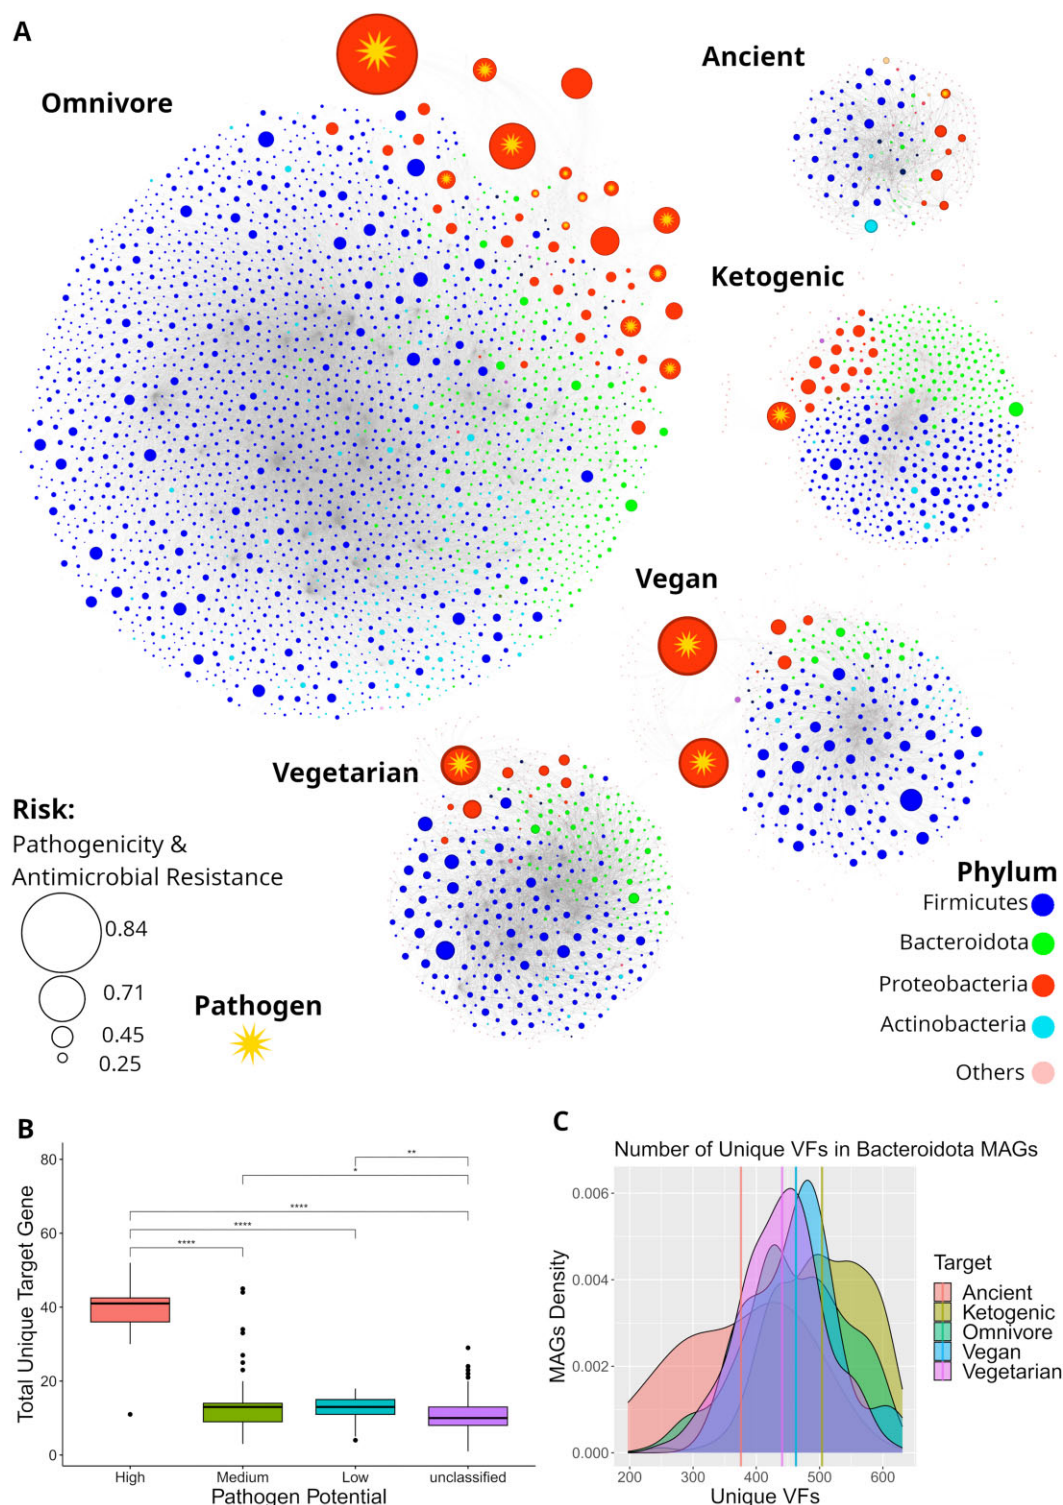 A
Omnivore
Ancient
Ketogenic
Vegan
Vegetarian
Risk:
Pathogenicity &
Antimicrobial Resistance
0.84
0.71
0.45
0.25
Pathogen
Phylum
Firmicutes
Bacteroidota
Proteobacteria
Actinobacteria
Others
B
Total Unique Target Gene
80
60
40
20
0
**
*
****
****
****
High Medium Low unclassified
Pathogen Potential
C
Number of Unique VFs in Bacteroidota MAGs
MAGs Density
0.006
0.004
0.002
0.000
200 300 400 500 600
Unique VFs
Target
Ancient
Ketogenic
Omnivore
Vegan
Vegetarian